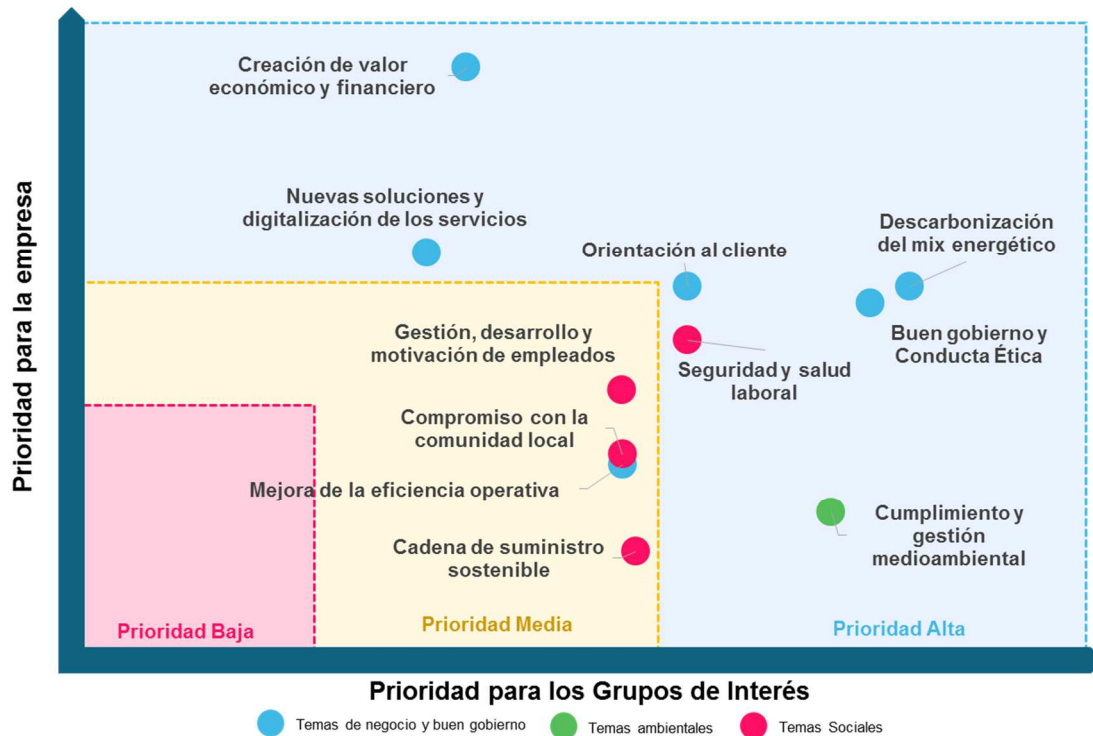 Creación de valor
económico y financiero
Nuevas soluciones y
digitalización de los servicios
Descarbonización
del mix energético
Orientación al cliente
Gestión, desarrollo y
motivación de empleados
Buen gobierno y
Conducta Ética
Seguridad y salud
laboral
Compromiso con la
comunidad local
Mejora de la eficiencia operativa
Cumplimiento y
gestión
medioambiental
Cadena de suministro
sostenible
Prioridad Baja
Prioridad Media
Prioridad Alta
Prioridad para la empresa
Prioridad para los Grupos de Interés
Temas de negocio y buen gobierno
Temas ambientales
Temas Sociales